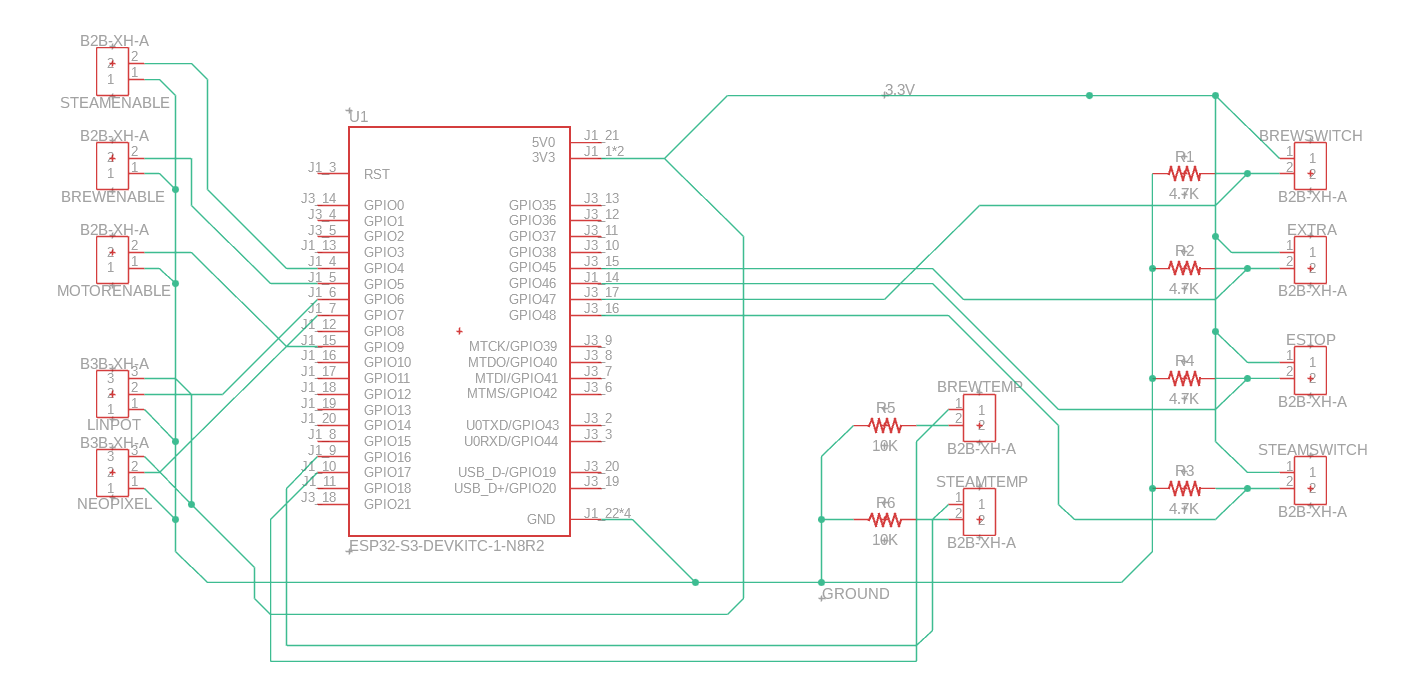 B2B-XH-A
2 2
1 1
STEAMENABLE
B2B-XH-A
2 2
1 1
BREWENABLE
B2B-XH-A
2 2
1 1
MOTORENABLE
B3B-XH-A
3 3
2 2
1 1
LINPOT
B3B-XH-A
3 3
2 2
1 1
NEOPIXEL
U1
J1_3 RST
J3_14 GPIO0
J3_4 GPIO1
J3_5 GPIO2
J1_13 GPIO3
J1_4 GPIO4
J1_5 GPIO5
J1_6 GPIO6
J1_7 GPIO7
J1_12 GPIO8
J1_15 GPIO9
J1_16 GPIO10
J1_17 GPIO11
J1_18 GPIO12
J1_19 GPIO13
J1_20 GPIO14
J1_8 GPIO15
J1_9 GPIO16
J1_10 GPIO17
J1_11 GPIO18
J3_18 GPIO21
5V0 J1_21
3V3 J1_1*2
GPIO35 J3_13
GPIO36 J3_12
GPIO37 J3_11
GPIO38 J3_10
GPIO45 J3_15
GPIO46 J1_14
GPIO47 J3_17
GPIO48 J3_16
MTCK/GPIO39 J3_9
MTDO/GPIO40 J3_8
MTDI/GPIO41 J3_7
MTMS/GPIO42 J3_6
U0TXD/GPIO43 J3_2
U0RXD/GPIO44 J3_3
USB_D-/GPIO19 J3_20
USB_D+/GPIO20 J3_19
GND J1_22*4
ESP32-S3-DEVKITC-1-N8R2
3.3V
R5
10K
R6
10K
GROUND
BREWTEMP
1 1
2 2
B2B-XH-A
STEAMTEMP
1 1
2 2
B2B-XH-A
R1
4.7K
R2
4.7K
R4
4.7K
R3
4.7K
BREWSWITCH
1 1
2 2
B2B-XH-A
EXTRA
1 1
2 2
B2B-XH-A
ESTOP
1 1
2 2
B2B-XH-A
STEAMSWITCH
1 1
2 2
B2B-XH-A